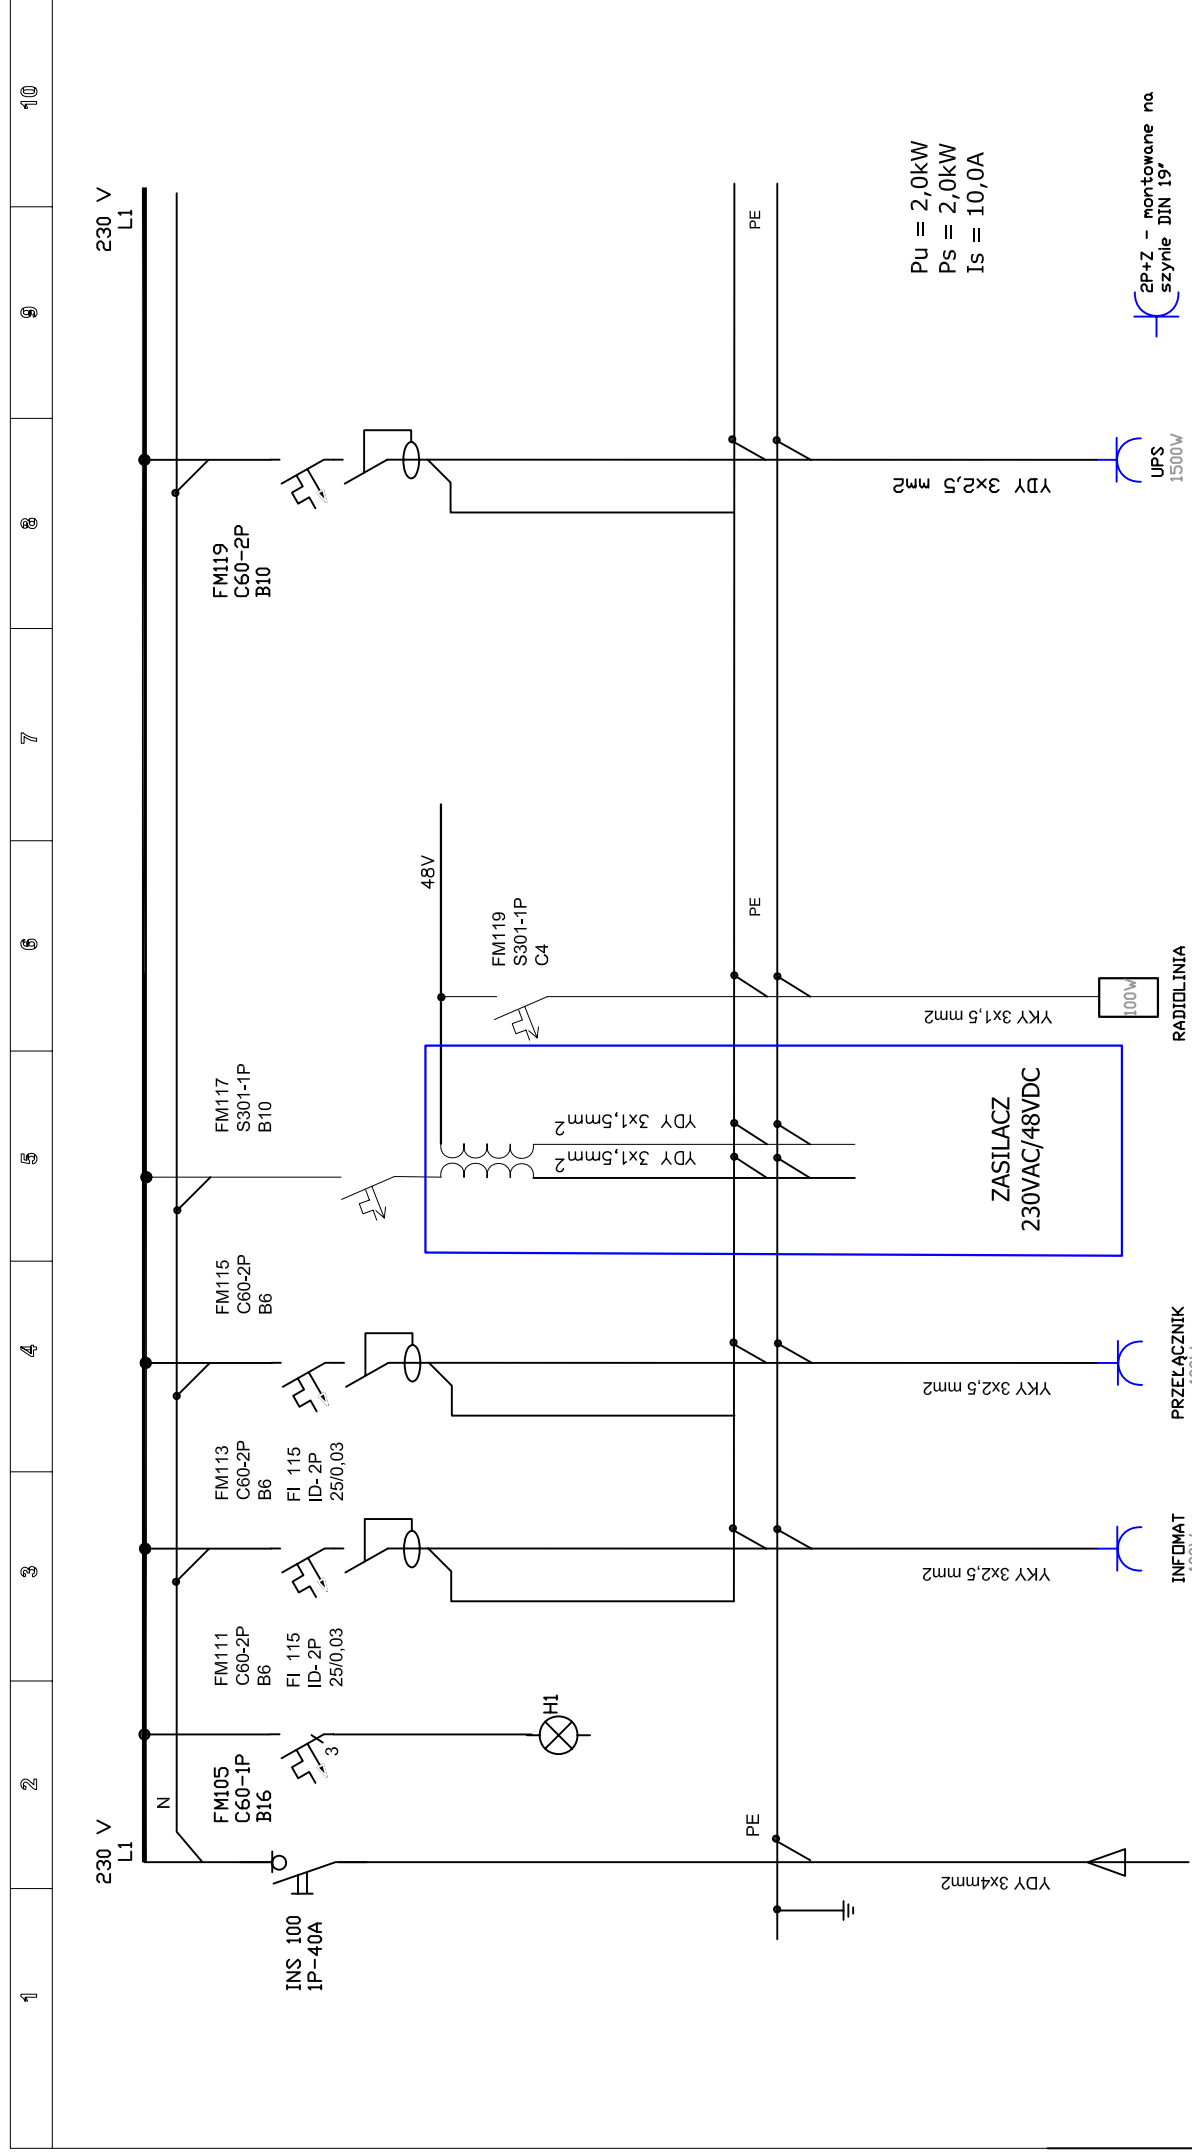 1
2
3
4
5
6
7
8
9
10
230 V
L1
230 V
L1
N
INS 100
1P-40A
FM105
C60-1P
B16
3
H1
FM111
C60-2P
B6
FI 115
ID- 2P
25/0,03
FM113
C60-2P
B6
FI 115
ID- 2P
25/0,03
FM115
C60-2P
B6
FM117
S301-1P
B10
48V
FM119
S301-1P
C4
FM119
C60-2P
B10
PE
PE
PE
YDY 3x4mm2
YKY 3x2,5 mm2
YKY 3x2,5 mm2
YDY 3x1,5mm2
YDY 3x1,5mm2
YKY 3x1,5 mm2
YDY 3x2,5 mm2
ZASILACZ
230VAC/48VDC
Pu = 2,0kW
Ps = 2,0kW
Is = 10,0A
INFOMAT
PRZEŁĄCZNIK
100W
RADIOLINIA
UPS
1500W
2P+Z - montowane na
szynie DIN 19"